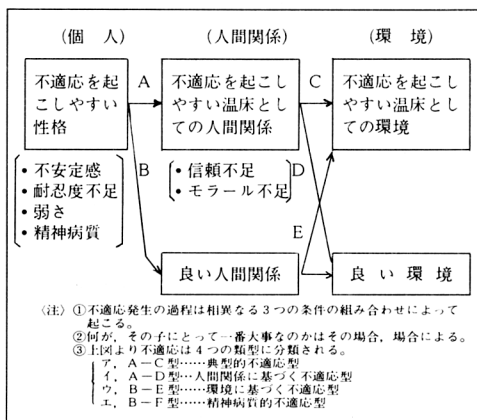 (個 人)
(人間関係)
(環 境)
不適応を起
こしやすい
性格
A
不適応を起こし
やすい温床とし
ての人間関係
C
不適応を起こし
やすい温床とし
ての環境
・不安定感
・耐忍度不足
・弱さ
・精神病質
B
・信頼不足
・モラール不足
D
E
良い人間関係
良い環境
〈注〉①不適応発生の過程は相異なる3つの条件の組み合わせによって
起こる。
②何が,その子にとって一番大事なのかはその場合,場合による。
③上図より不適応は4つの類型に分類される。
ア,A-C型……典型的不適応型
イ,A-D型…人間関係に基づく不適応型
ウ,B-E型……環境に基づく不適応型
エ,B-F型……精神病質的不適応型